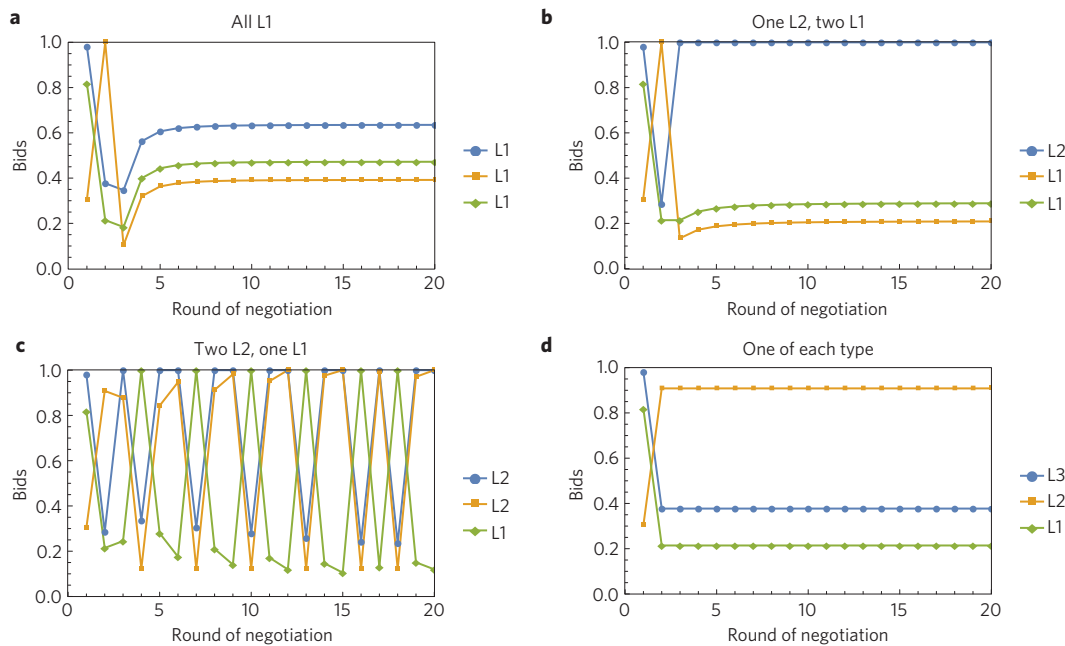 a
All L1
1.0
0.8
0.6
0.4
0.2
0.0
Bids
0 5 10 15 20
Round of negotiation
L1
L1
L1
b
One L2, two L1
1.0
0.8
0.6
0.4
0.2
0.0
Bids
0 5 10 15 20
Round of negotiation
L2
L1
L1
c
Two L2, one L1
1.0
0.8
0.6
0.4
0.2
0.0
Bids
0 5 10 15 20
Round of negotiation
L2
L2
L1
d
One of each type
1.0
0.8
0.6
0.4
0.2
0.0
Bids
0 5 10 15 20
Round of negotiation
L3
L2
L1